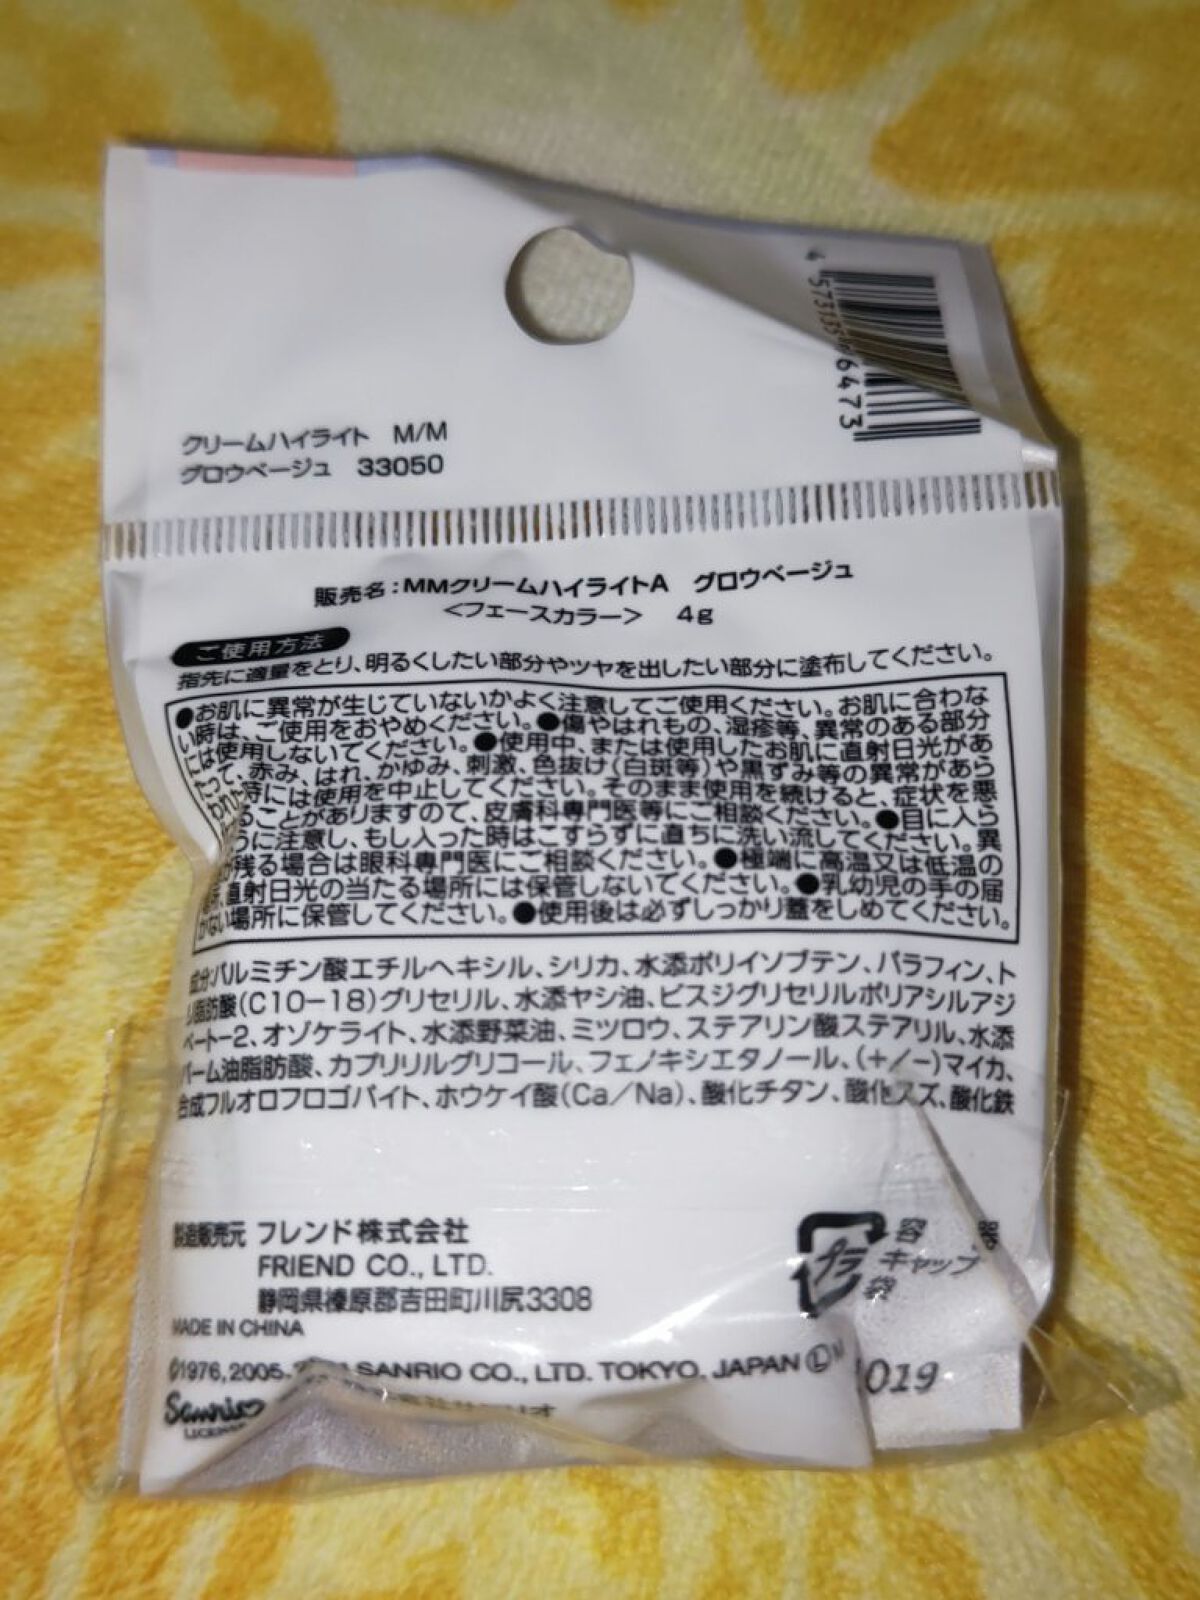 クリームハイライト M/M
グロウベージュ 33050
6473
販売名:MMクリームハイライトA グロウベージュ
<フェースカラー> 4g
ご使用方法
指先に適量をとり、明るくしたい部分やツヤを出したい部分に塗布してください。
●お肌に異常が生じていないかよく注意してご使用ください。お肌に合わな
い時は、ご使用をおやめください。●傷やはれもの、湿疹等、異常のある部分
には使用しないでください。●使用中、または使用したお肌に直射日光があ
たって、赤み、はれ、かゆみ、刺激、色抜け(白斑等)や黒ずみ等の異常があら
時には使用を中止してください。そのまま使用を続けると、症状を悪
ることがありますので、皮膚科専門医等にご相談ください。●目に入ら
うに注意し、もし入った時はこすらずに直ちに洗い流してください。異
が残る場合は眼科専門医にご相談ください。●極端に高温又は低温の
直射日光の当たる場所には保管しないでください。●乳幼児の手の届
かない場所に保管してください。●使用後は必ずしっかり蓋をしめてください。
成分:パルミチン酸エチルヘキシル、シリカ、水添ポリイソブテン、パラフィン、ト
リ脂肪酸(C10-18)グリセリル、水添ヤシ油、ビスジグリセリルポリアシルアジ
ペート-2、オゾケライト、水添野菜油、ミツロウ、ステアリン酸ステアリル、水添
パーム油脂肪酸、カプリリルグリコール、フェノキシエタノール、(+/-)マイカ、
合成フルオロフロゴパイト、ホウケイ酸(Ca/Na)、酸化チタン、酸化スズ、酸化鉄
製造販売元 フレンド株式会社
FRIEND CO., LTD.
静岡県榛原郡吉田町川尻3308
MADE IN CHINA
プラ
容 器
キャップ
袋
©1976, 2005, SANRIO CO., LTD. TOKYO, JAPAN Ⓛ
Sanrio
019